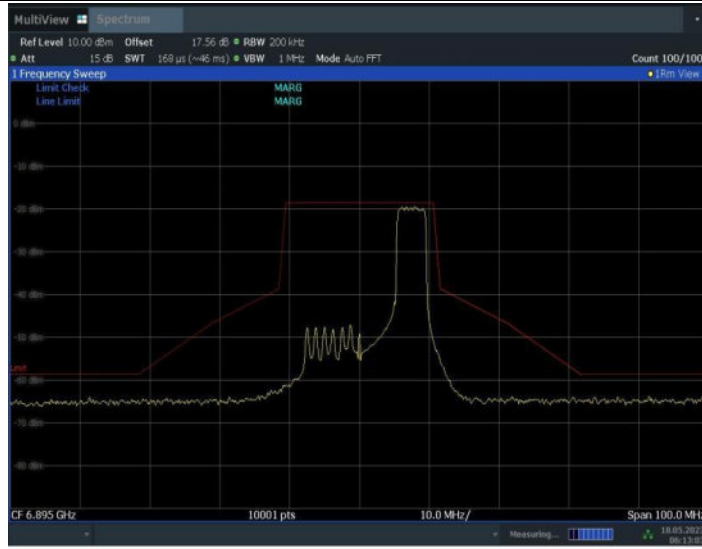 MultiView Spectrum
Ref Level 10.00 dBm Offset 17.56 dB RBW 200 kHz
Att 15 dB SWT 168 µs (~46 ms) VBW 1 MHz Mode Auto FFT Count 100/100
1 Frequency Sweep 1Rm View
Limit Check MARG
Line Limit MARG
0 dBm
-10 dBm
-20 dBm
-30 dBm
-40 dBm
-50 dBm
Limit
-60 dBm
-70 dBm
-80 dBm
CF 6.895 GHz 10001 pts 10.0 MHz/ Span 100.0 MHz
Measuring... 18.05.2023